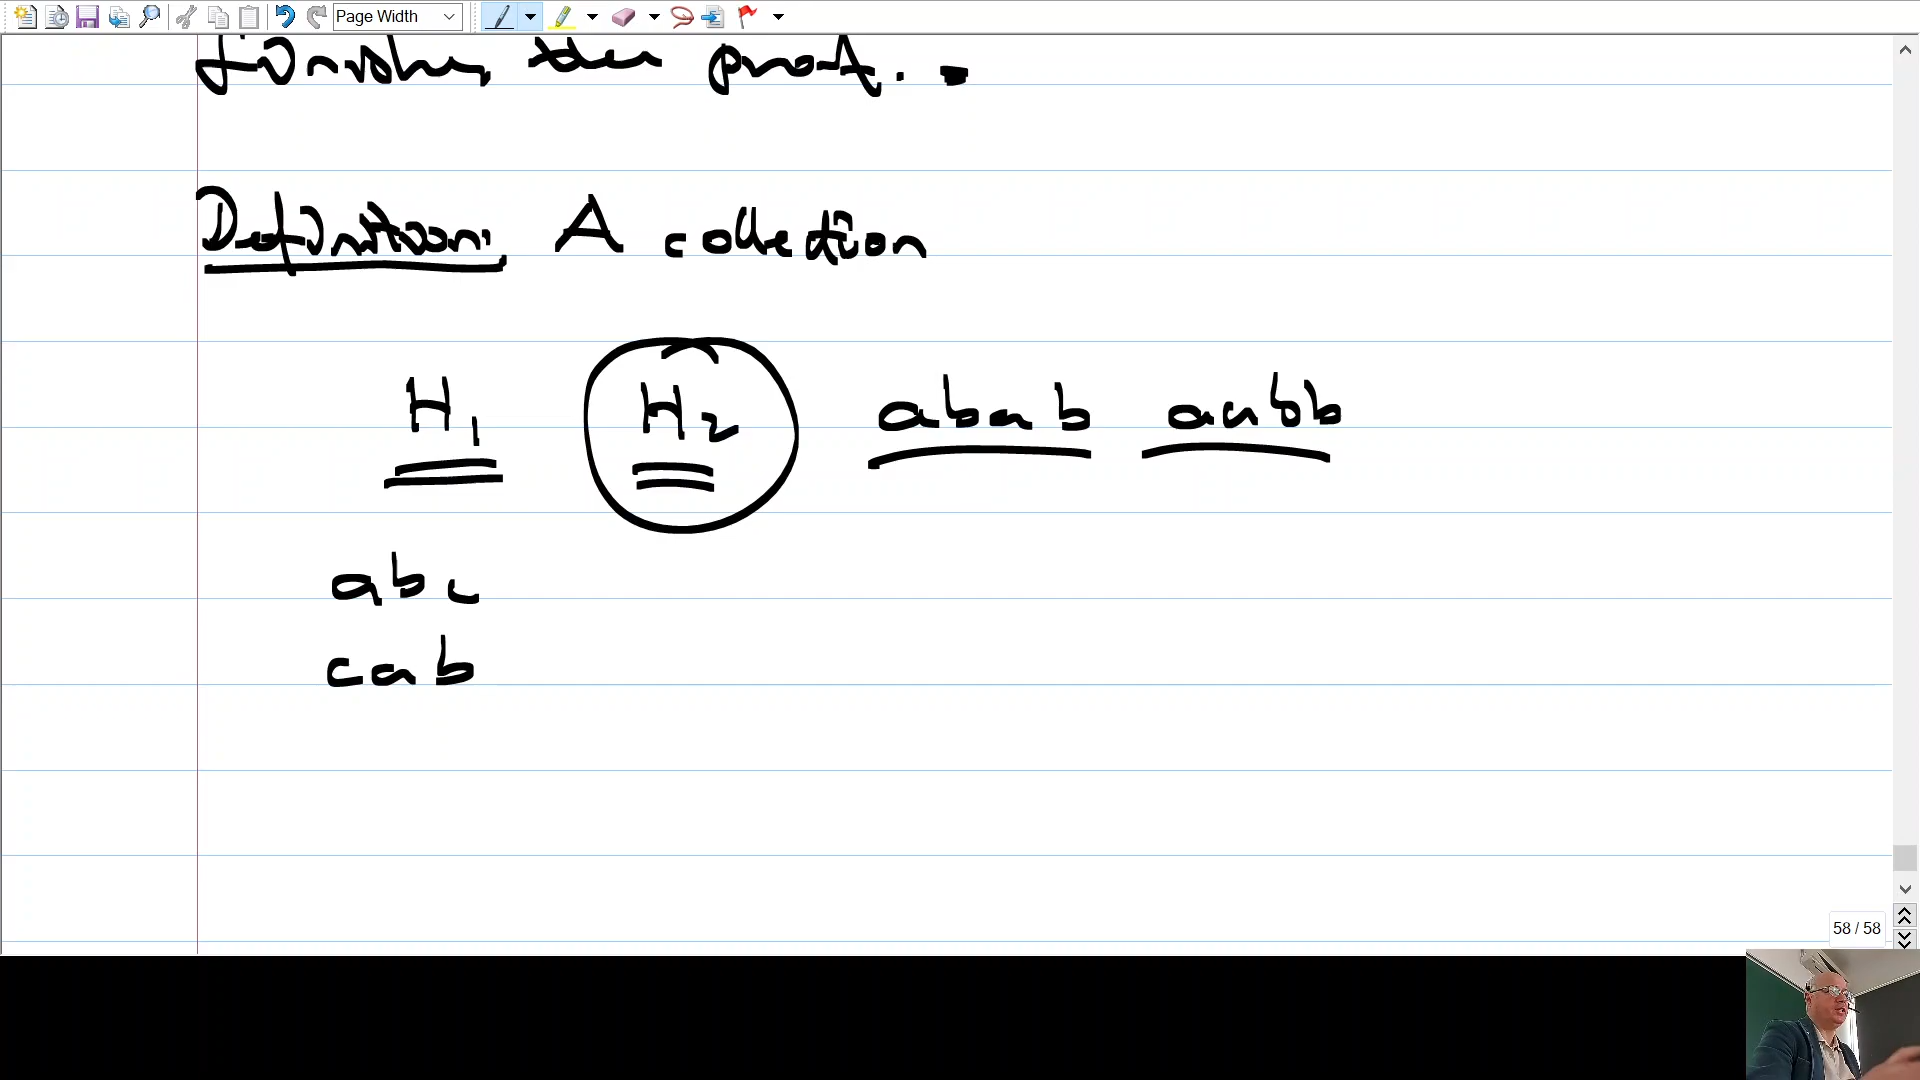 Page Width
finishes the proof.
Definition: A collection
H1 H2 abab aabb
abc
cab
58 / 58